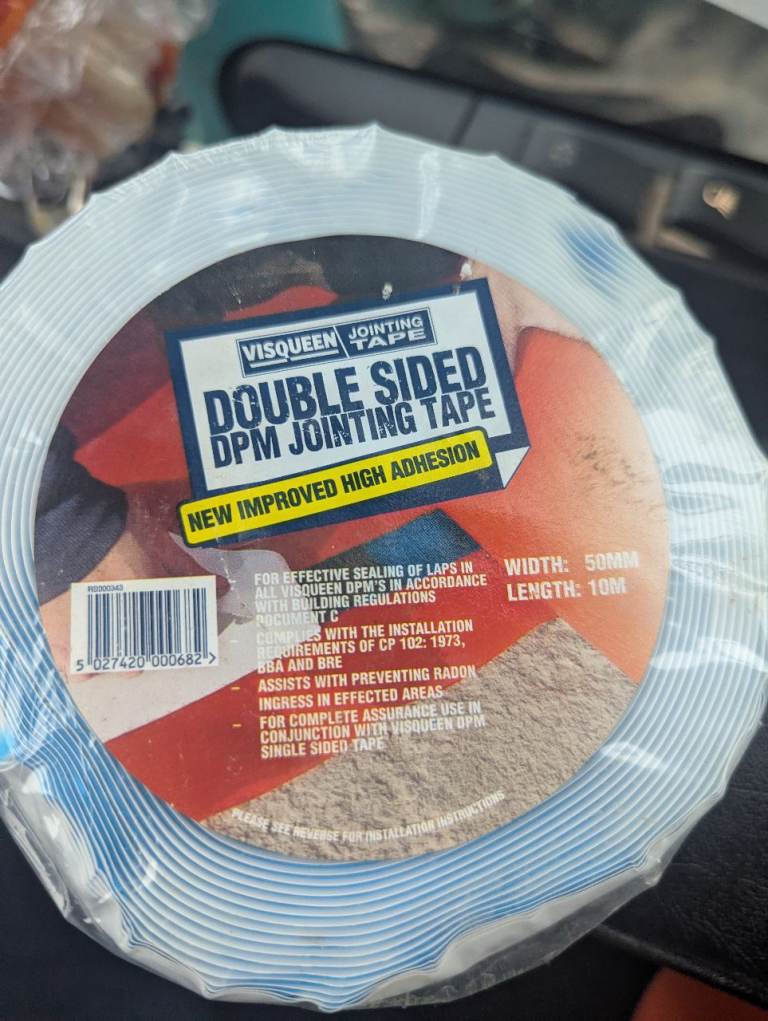 VISQUEEN JOINTING TAPE
DOUBLE SIDED
DPM JOINTING TAPE
NEW IMPROVED HIGH ADHESION
FOR EFFECTIVE SEALING OF LAPS IN
ALL VISQUEEN DPM'S IN ACCORDANCE
WITH BUILDING REGULATIONS
DOCUMENT C
- COMPLIES WITH THE INSTALLATION
REQUIREMENTS OF CP 102: 1973,
BBA AND BRE
- ASSISTS WITH PREVENTING RADON
INGRESS IN EFFECTED AREAS
- FOR COMPLETE ASSURANCE USE IN
CONJUNCTION WITH VISQUEEN DPM
SINGLE SIDED TAPE
WIDTH: 50MM
LENGTH: 10M
RS000343
5 027420 000682 >
PLEASE SEE REVERSE FOR INSTALLATION INSTRUCTIONS